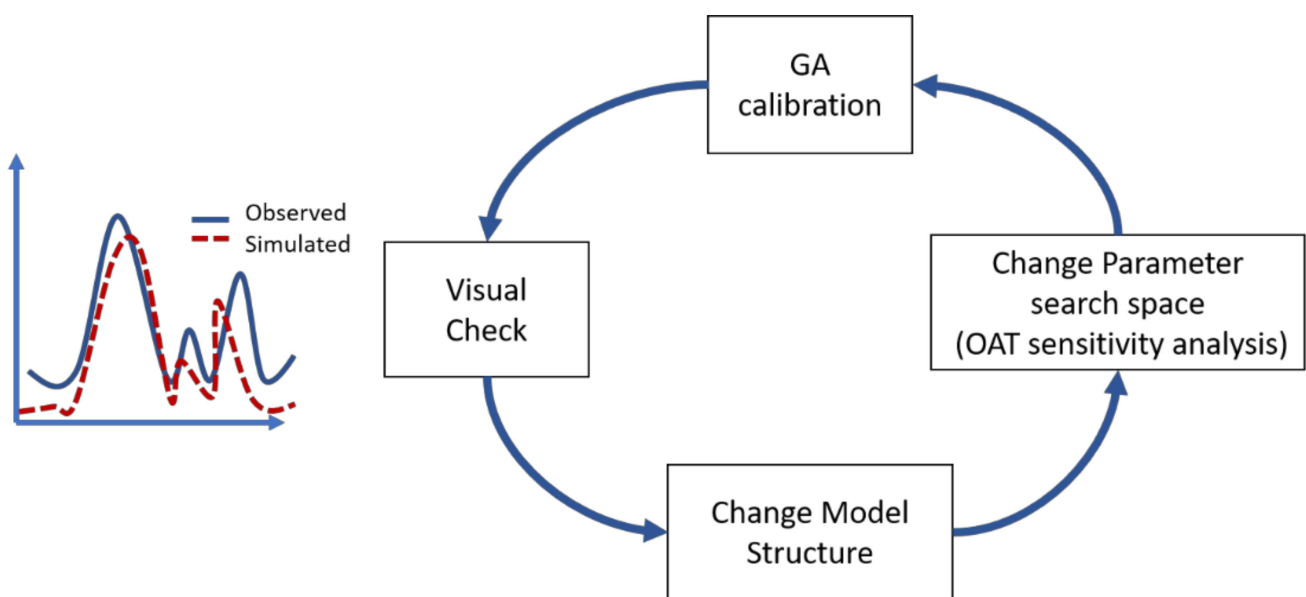 GA
calibration
Observed
Simulated
Visual
Check
Change Parameter
search space
(OAT sensitivity analysis)
Change Model
Structure